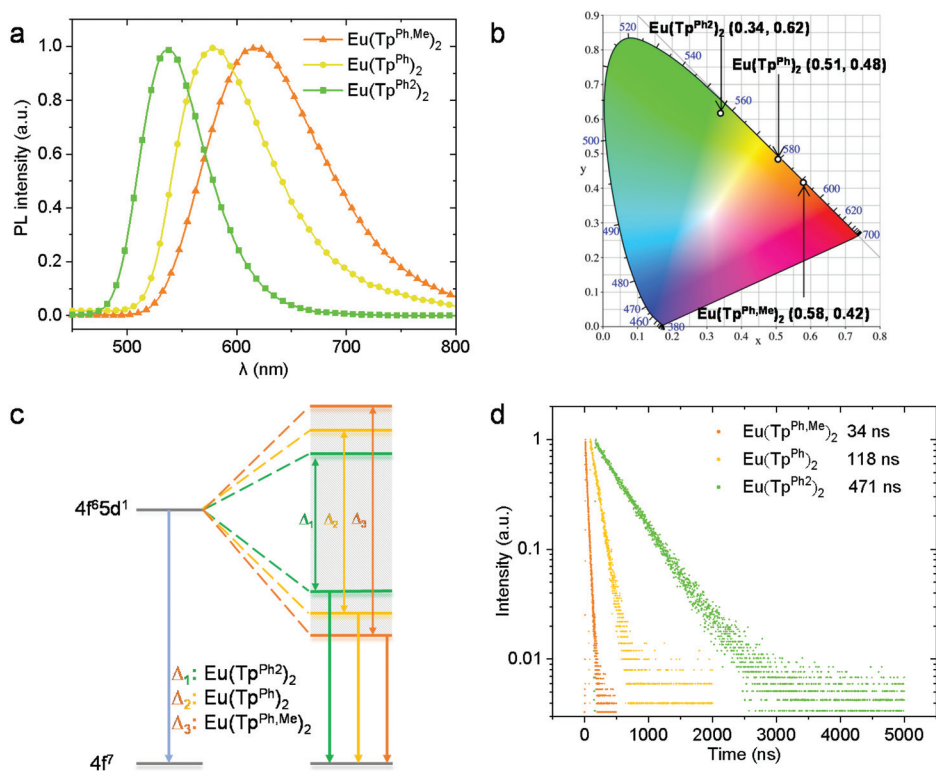 a
1.0
0.8
0.6
0.4
0.2
0.0
PL intensity (a.u.)
500
600
700
800
λ (nm)
Eu(Tp^Ph,Me)₂
Eu(Tp^Ph)₂
Eu(Tp^Ph2)₂
b
0.9
0.8
0.7
0.6
0.5
y
0.4
0.3
0.2
0.1
0.0
0.0
0.1
0.2
0.3
0.4
0.5
0.6
0.7
0.8
x
Eu(Tp^Ph2)₂ (0.34, 0.62)
Eu(Tp^Ph)₂ (0.51, 0.48)
Eu(Tp^Ph,Me)₂ (0.58, 0.42)
520
540
560
500
580
600
620
700
490
480
470
460
380
c
4f⁶5d¹
4f⁷
Δ₁
Δ₂
Δ₃
Δ₁: Eu(Tp^Ph2)₂
Δ₂: Eu(Tp^Ph)₂
Δ₃: Eu(Tp^Ph,Me)₂
d
Eu(Tp^Ph,Me)₂ 34 ns
Eu(Tp^Ph)₂ 118 ns
Eu(Tp^Ph2)₂ 471 ns
1
0.1
0.01
Intensity (a.u.)
0
1000
2000
3000
4000
5000
Time (ns)